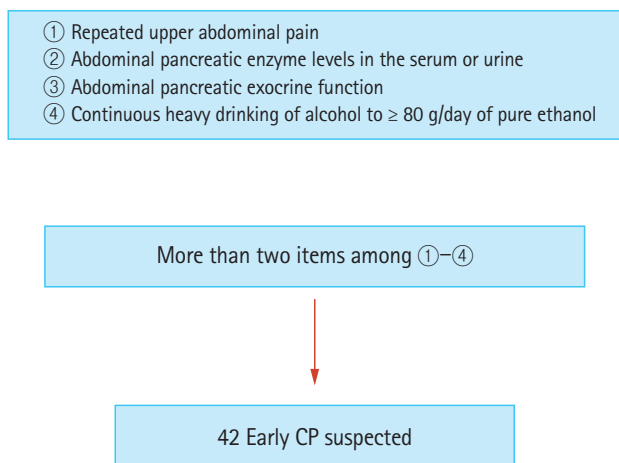 ① Repeated upper abdominal pain
② Abdominal pancreatic enzyme levels in the serum or urine
③ Abdominal pancreatic exocrine function
④ Continuous heavy drinking of alcohol to ≥ 80 g/day of pure ethanol
More than two items among ①–④
42 Early CP suspected